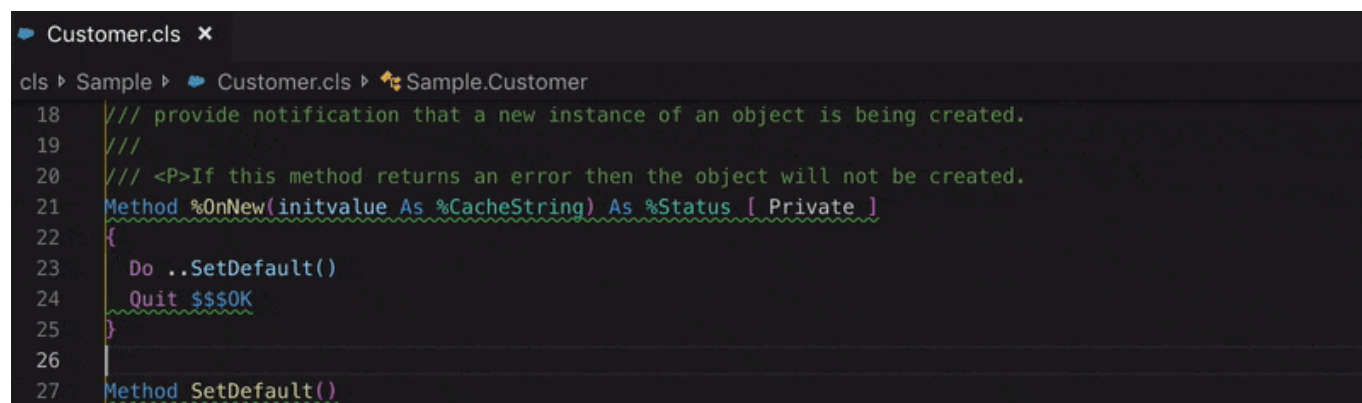 Customer.cls ×
cls ▸ Sample ▸ Customer.cls ▸ Sample.Customer
18 /// provide notification that a new instance of an object is being created.
19 ///
20 /// <P>If this method returns an error then the object will not be created.
21 Method %OnNew(initvalue As %CacheString) As %Status [ Private ]
22 {
23 Do ..SetDefault()
24 Quit $$$OK
25 }
26
27 Method SetDefault()